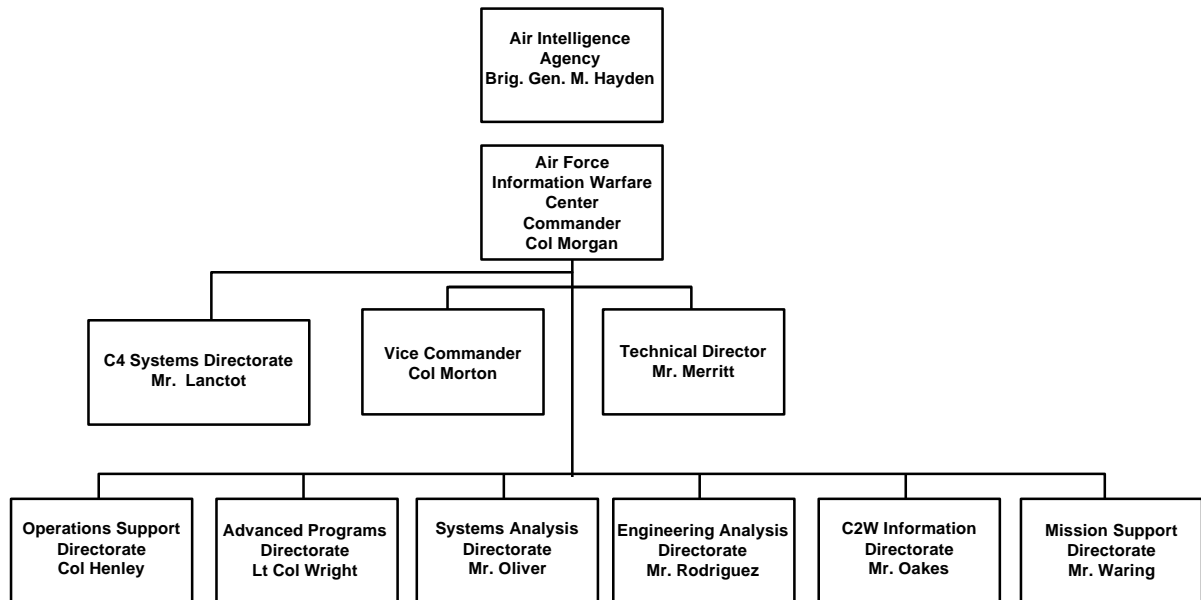 Air Intelligence
Agency
Brig. Gen. M. Hayden
Air Force
Information Warfare
Center
Commander
Col Morgan
C4 Systems Directorate
Mr. Lanctot
Vice Commander
Col Morton
Technical Director
Mr. Merritt
Operations Support
Directorate
Col Henley
Advanced Programs
Directorate
Lt Col Wright
Systems Analysis
Directorate
Mr. Oliver
Engineering Analysis
Directorate
Mr. Rodriguez
C2W Information
Directorate
Mr. Oakes
Mission Support
Directorate
Mr. Waring